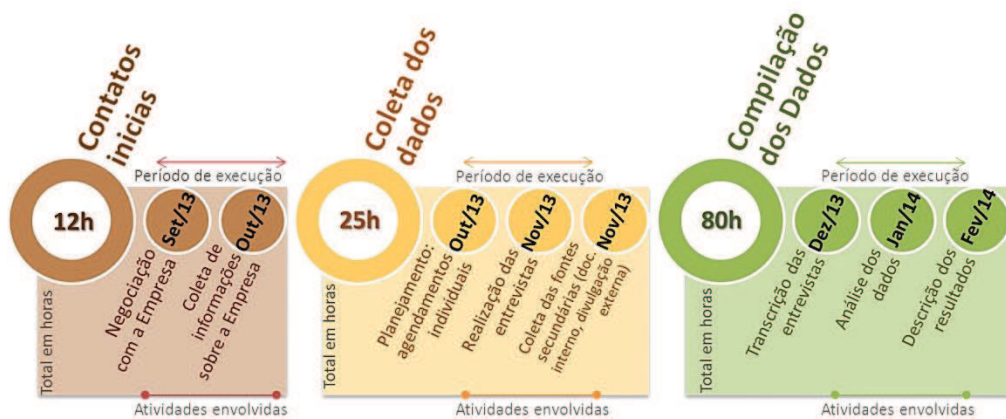 Contatos
inicias
Período de execução
12h
Set/13
Out/13
Total em horas
Negociação
com a Empresa
Coleta de
informações
sobre a Empresa
Atividades envolvidas
Coleta dos
dados
Período de execução
25h
Out/13
Nov/13
Nov/13
Total em horas
Planejamento:
agendamentos
individuais
Realização das
entrevistas
Coleta das fontes
secundárias (doc.
interno, divulgação
externa)
Atividades envolvidas
Compilação
dos Dados
Período de execução
80h
Dez/13
Jan/14
Fev/14
Total em horas
Transcrição das
entrevistas
Análise dos
dados
Descrição dos
resultados
Atividades envolvidas